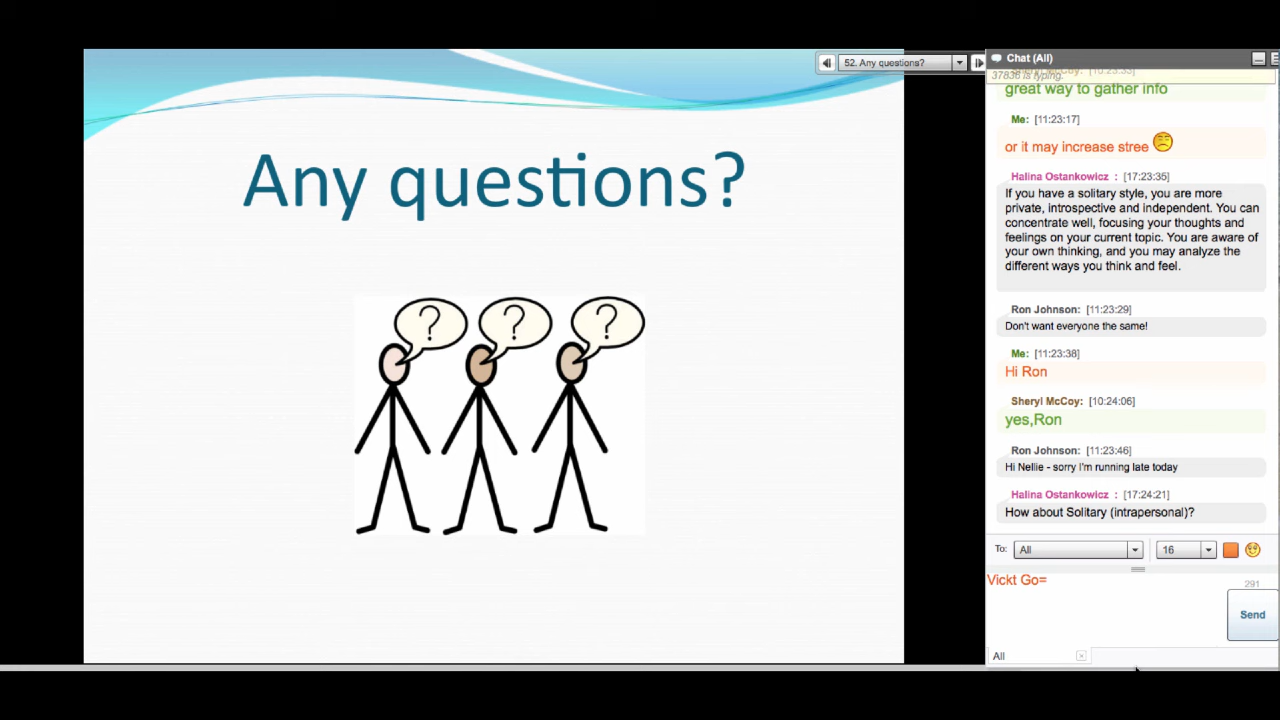 52. Any questions?
Any questions?
?
?
?
Chat (All)
Sheryl McCoy: [10:23:33]
37836 is typing.
great way to gather info
Me: [11:23:17]
or it may increase stree
Halina Ostankowicz : [17:23:35]
If you have a solitary style, you are more
private, introspective and independent. You can
concentrate well, focusing your thoughts and
feelings on your current topic. You are aware of
your own thinking, and you may analyze the
different ways you think and feel.
Ron Johnson: [11:23:29]
Don't want everyone the same!
Me: [11:23:38]
Hi Ron
Sheryl McCoy: [10:24:06]
yes,Ron
Ron Johnson: [11:23:46]
Hi Nellie - sorry I'm running late today
Halina Ostankowicz : [17:24:21]
How about Solitary (intrapersonal)?
To: All 16
Vickt Go=
291
Send
All